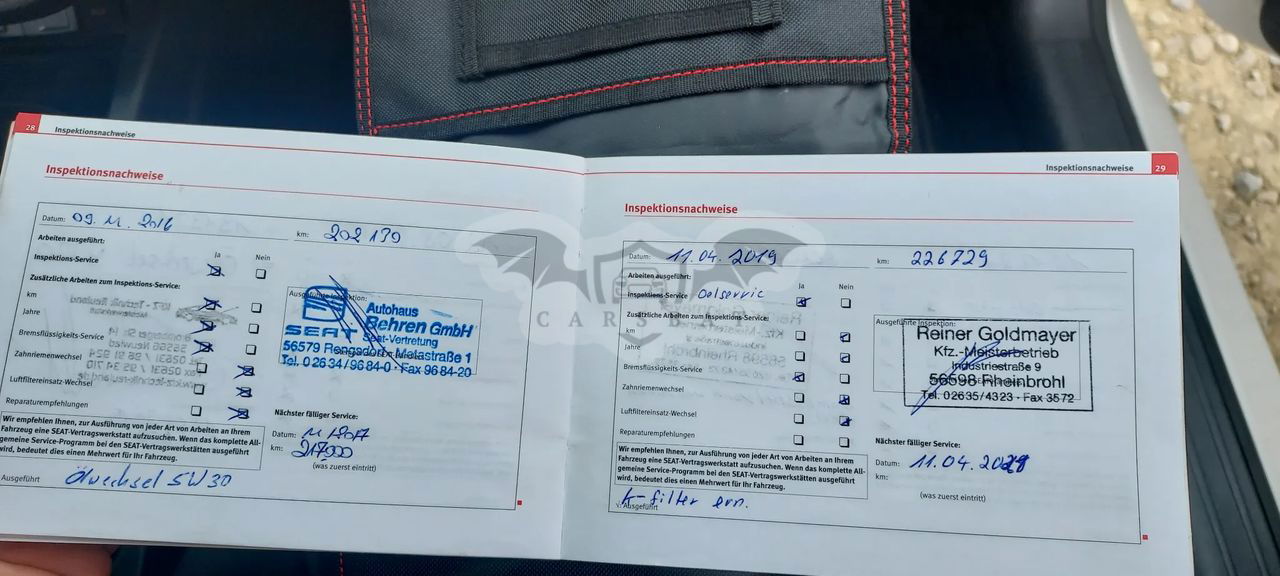 28 Inspektionsnachweise
Inspektionsnachweise
Datum: 09. 11. 2016
km: 202 139
Arbeiten ausgeführt:
Ja Nein
Inspektions-Service
Zusätzliche Arbeiten zum Inspektions-Service:
km
Jahre
Bremsflüssigkeits-Service
Zahnriemenwechsel
Luftfiltereinsatz-Wechsel
Reparaturempfehlungen
SEAT
Autohaus
Behren GmbH
Seat-Vertretung
56579 Rengsdorf · Melastraße 1
Tel. 0 26 34 / 96 84-0 · Fax 96 84-20
Wir empfehlen Ihnen, zur Ausführung von jeder Art von Arbeiten an Ihrem
Fahrzeug eine SEAT-Vertragswerkstatt aufzusuchen. Wenn das komplette All-
gemeine Service-Programm bei den SEAT-Vertragswerkstätten ausgeführt
wird, bedeutet dies einen Mehrwert für Ihr Fahrzeug.
Nächster fälliger Service:
Datum: 11/2017
km: 217.000
(was zuerst eintritt)
Ausgeführt Ölwechsel 5W30
Inspektionsnachweise 29
Inspektionsnachweise
Datum: 11.04.2019
km: 226729
Arbeiten ausgeführt:
Ja Nein
Inspektions-Service Oelservic
Zusätzliche Arbeiten zum Inspektions-Service:
km
Jahre
Bremsflüssigkeits-Service
Zahnriemenwechsel
Luftfiltereinsatz-Wechsel
Reparaturempfehlungen
Ausgeführte Inspektion:
Reiner Goldmayer
Kfz.-Meisterbetrieb
Industriestraße 9
56598 Rheinbrohl
Tel. 02635/4323 · Fax 3572
Wir empfehlen Ihnen, zur Ausführung von jeder Art von Arbeiten an Ihrem
Fahrzeug eine SEAT-Vertragswerkstatt aufzusuchen. Wenn das komplette All-
gemeine Service-Programm bei den SEAT-Vertragswerkstätten ausgeführt
wird, bedeutet dies einen Mehrwert für Ihr Fahrzeug.
Nächster fälliger Service:
Datum: 11.04.2021
km:
(was zuerst eintritt)
K-filter ern.
Ausgeführt